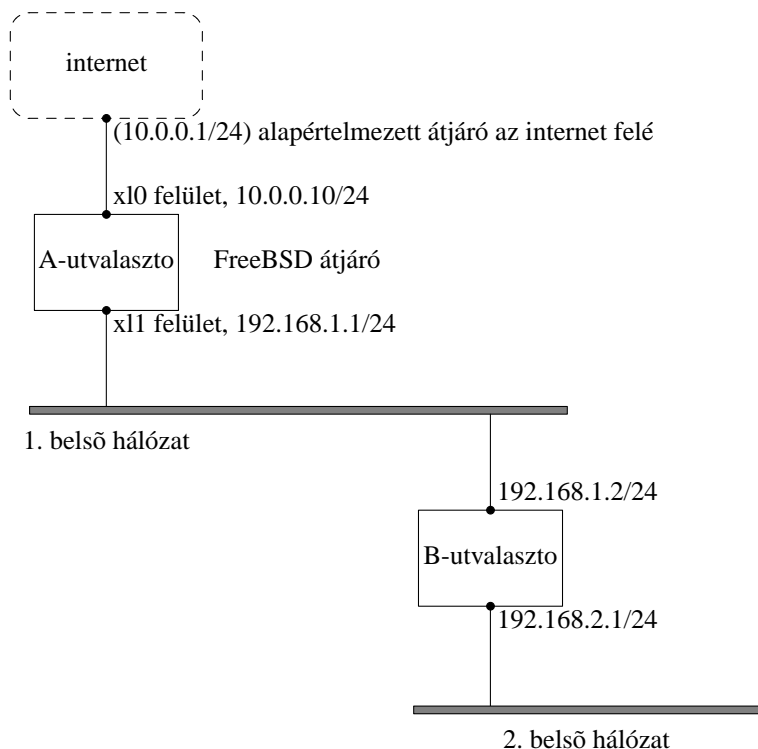 internet
(10.0.0.1/24) alapértelmezett átjáró az internet felé
xl0 felület, 10.0.0.10/24
A-utvalaszto
FreeBSD átjáró
xl1 felület, 192.168.1.1/24
1. belsõ hálózat
192.168.1.2/24
B-utvalaszto
192.168.2.1/24
2. belsõ hálózat